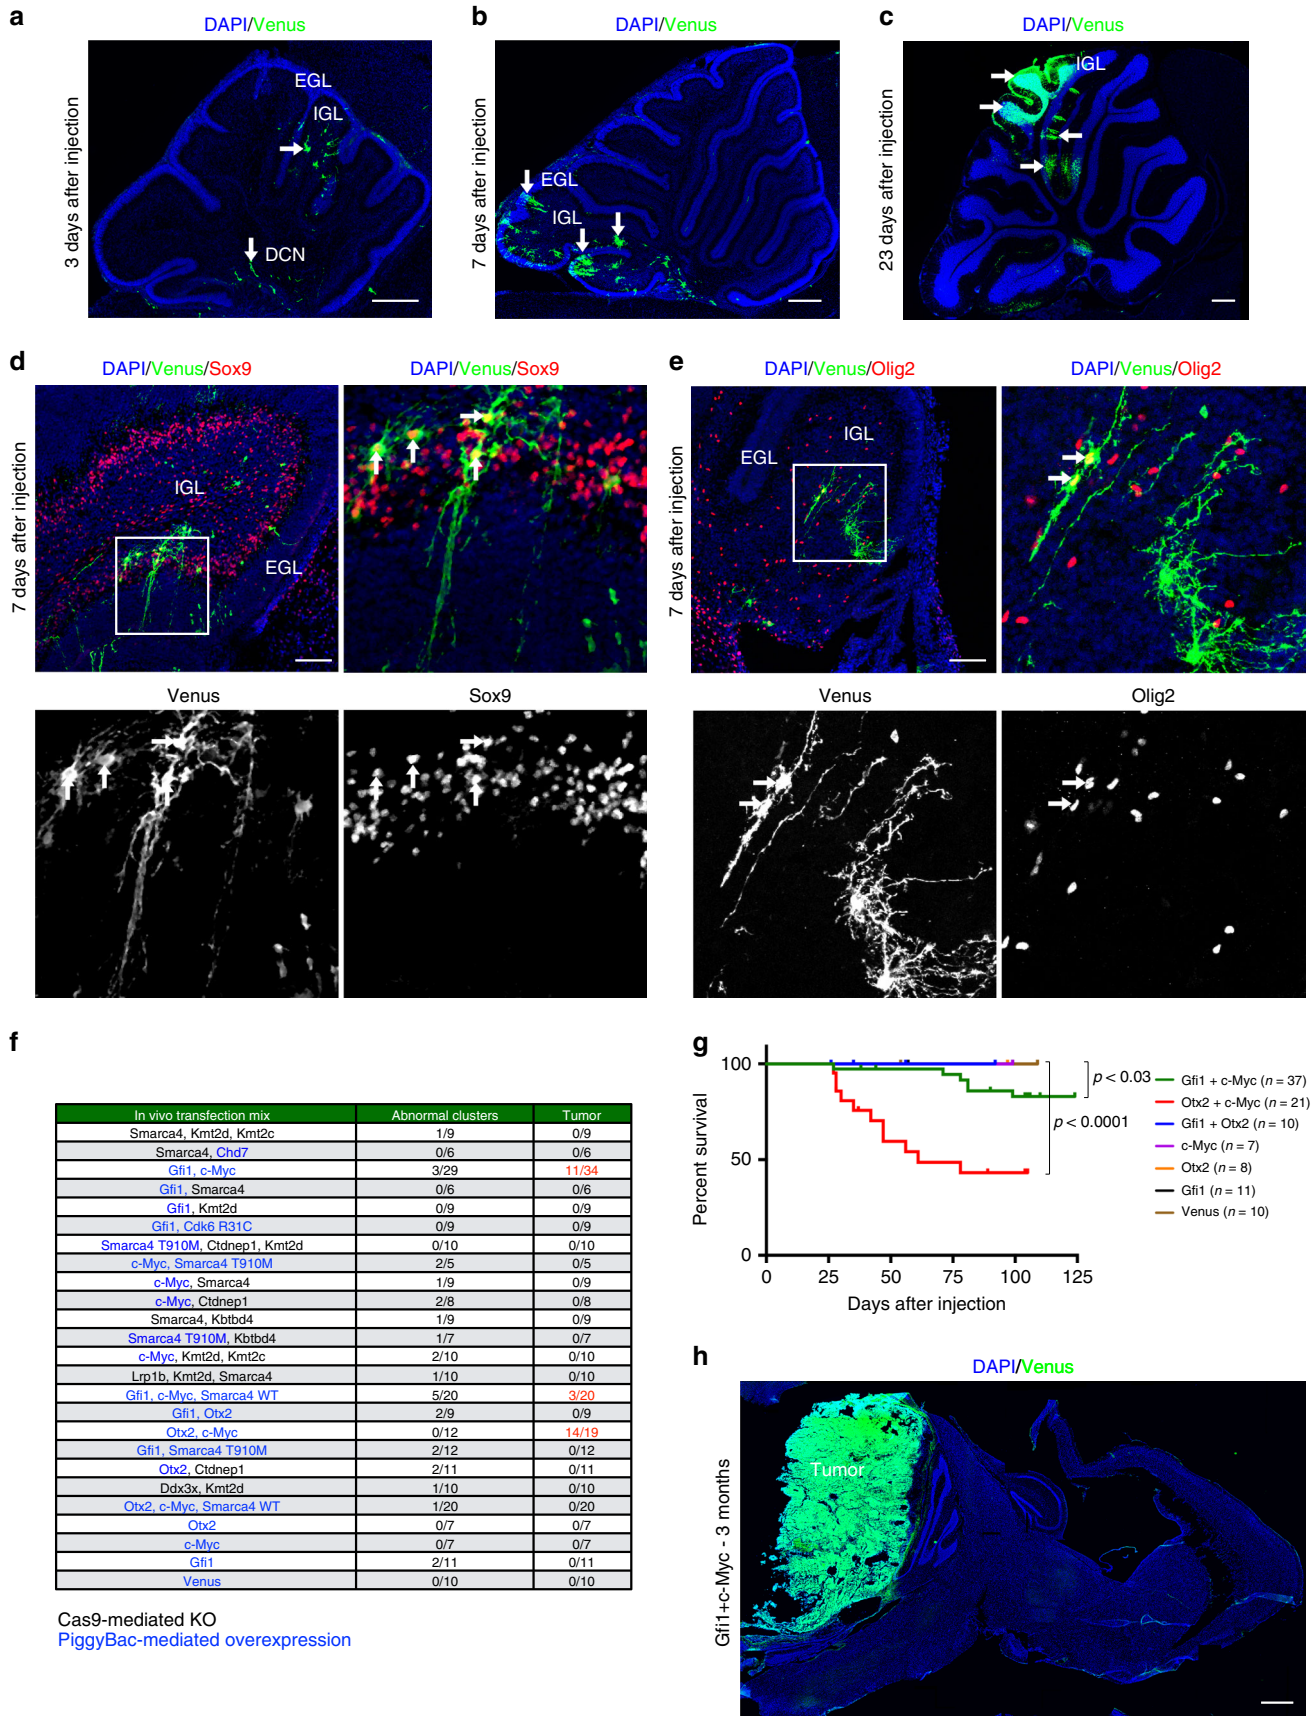 a
DAPI/Venus
3 days after injection
EGL
IGL
DCN
b
DAPI/Venus
7 days after injection
EGL
IGL
c
DAPI/Venus
23 days after injection
IGL
d
DAPI/Venus/Sox9
DAPI/Venus/Sox9
7 days after injection
IGL
EGL
Venus
Sox9
e
DAPI/Venus/Olig2
DAPI/Venus/Olig2
7 days after injection
IGL
EGL
Venus
Olig2
f
In vivo transfection mix Abnormal clusters Tumor
Smarca4, Kmt2d, Kmt2c 1/9 0/9
Smarca4, Chd7 0/6 0/6
Gfi1, c-Myc 3/29 11/34
Gfi1, Smarca4 0/6 0/6
Gfi1, Kmt2d 0/9 0/9
Gfi1, Cdk6 R31C 0/9 0/9
Smarca4 T910M, Ctdnep1, Kmt2d 0/10 0/10
c-Myc, Smarca4 T910M 2/5 0/5
c-Myc, Smarca4 1/9 0/9
c-Myc, Ctdnep1 2/8 0/8
Smarca4, Kbtbd4 1/9 0/9
Smarca4 T910M, Kbtbd4 1/7 0/7
c-Myc, Kmt2d, Kmt2c 2/10 0/10
Lrp1b, Kmt2d, Smarca4 1/10 0/10
Gfi1, c-Myc, Smarca4 WT 5/20 3/20
Gfi1, Otx2 2/9 0/9
Otx2, c-Myc 0/12 14/19
Gfi1, Smarca4 T910M 2/12 0/12
Otx2, Ctdnep1 2/11 0/11
Ddx3x, Kmt2d 1/10 0/10
Otx2, c-Myc, Smarca4 WT 1/20 0/20
Otx2 0/7 0/7
c-Myc 0/7 0/7
Gfi1 2/11 0/11
Venus 0/10 0/10
Cas9-mediated KO
PiggyBac-mediated overexpression
g
Percent survival
100
50
0
0 25 50 75 100 125
Days after injection
p < 0.03
p < 0.0001
Gfi1 + c-Myc (n = 37)
Otx2 + c-Myc (n = 21)
Gfi1 + Otx2 (n = 10)
c-Myc (n = 7)
Otx2 (n = 8)
Gfi1 (n = 11)
Venus (n = 10)
h
DAPI/Venus
Gfi1+c-Myc - 3 months
Tumor